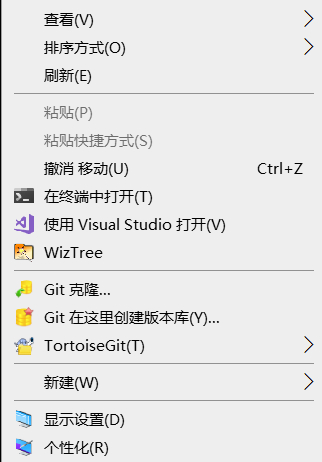 查看(V)
排序方式(O)
刷新(E)
粘贴(P)
粘贴快捷方式(S)
撤消 移动(U) Ctrl+Z
在终端中打开(T)
使用 Visual Studio 打开(V)
WizTree
Git 克隆...
Git 在这里创建版本库(Y)...
TortoiseGit(T)
新建(W)
显示设置(D)
个性化(R)